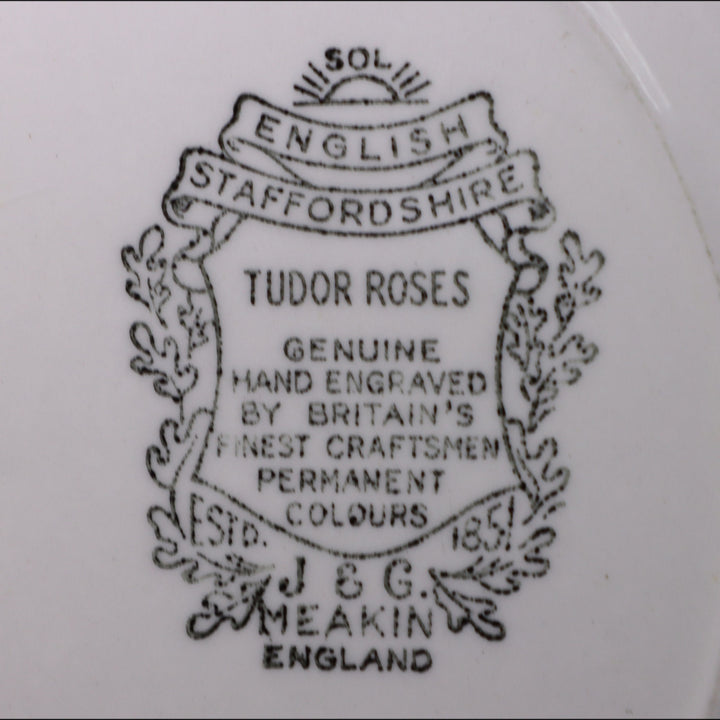 SOL
ENGLISH
STAFFORDSHIRE
TUDOR ROSES
GENUINE
HAND ENGRAVED
BY BRITAIN'S
FINEST CRAFTSMEN
PERMANENT
COLOURS
ESTD. 1851
J & G.
MEAKIN
ENGLAND